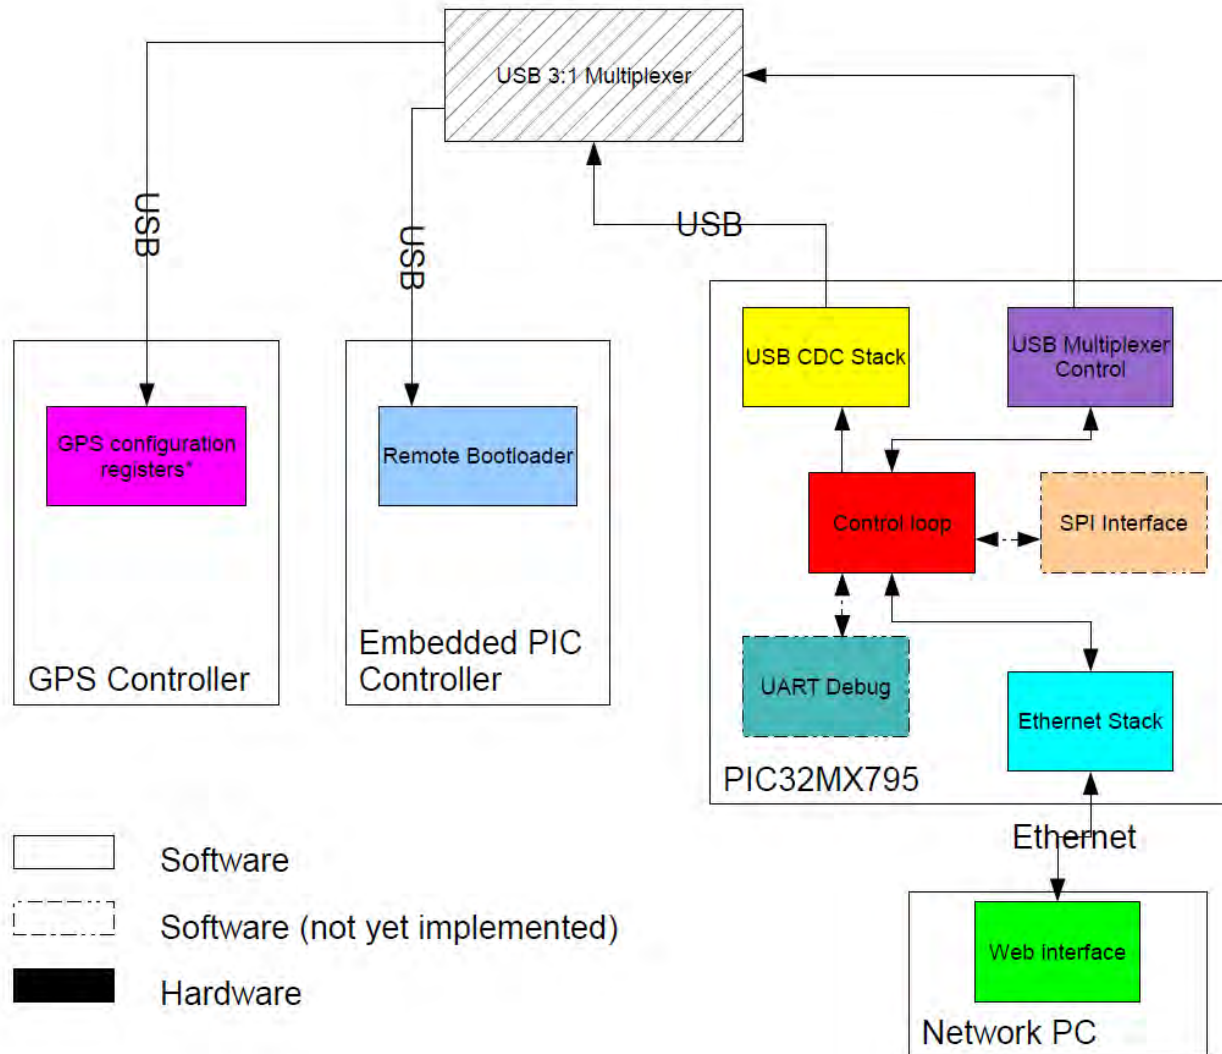 USB 3:1 Multiplexer
USB
USB
USB
USB CDC Stack
USB Multiplexer
Control
GPS configuration
registers*
Remote Bootloader
Control loop
SPI Interface
UART Debug
Ethernet Stack
GPS Controller
Embedded PIC
Controller
PIC32MX795
Ethernet
Software
Software (not yet implemented)
Hardware
Web interface
Network PC